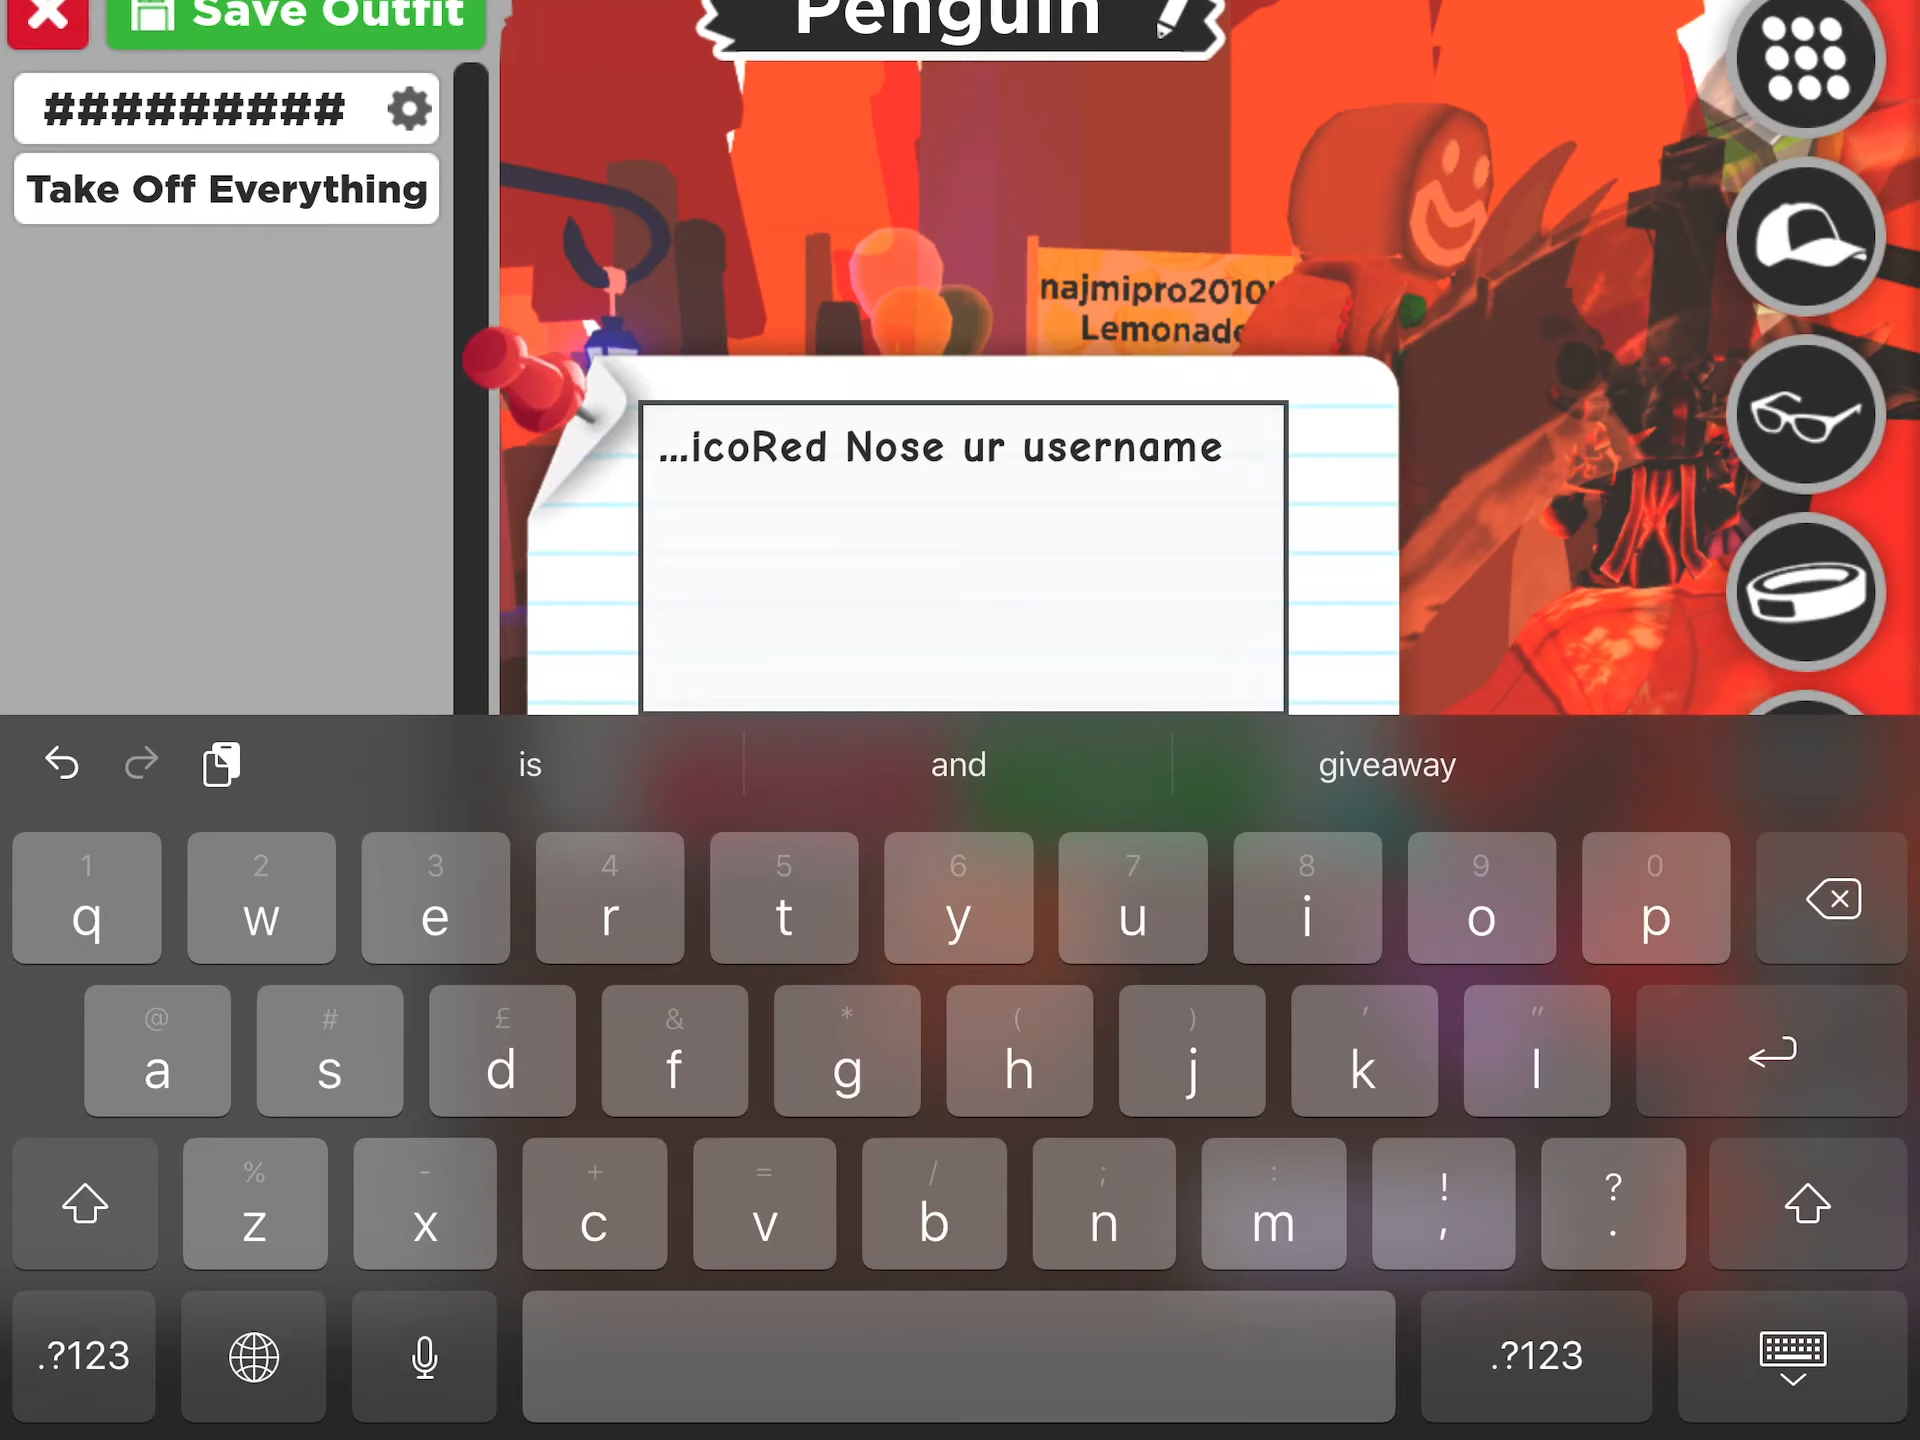 Save Outfit
Penguin
#########
Take Off Everything
najmipro2010'
Lemonade
...icoRed Nose ur username
is and giveaway
1 2 3 4 5 6 7 8 9 0
q w e r t y u i o p
@ # £ & * ( ) ' "
a s d f g h j k l
% - + = / ; : ! ?
z x c v b n m , .
.?123 .?123